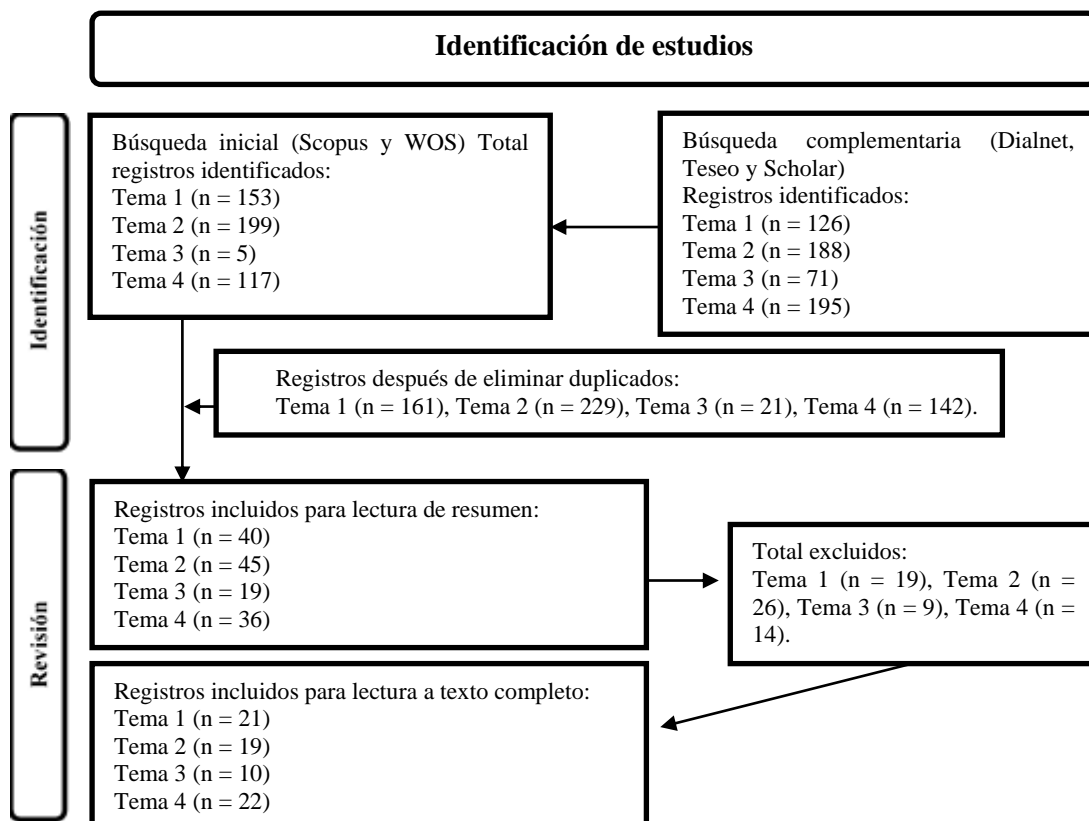 Identificación de estudios
Identificación
Búsqueda inicial (Scopus y WOS) Total
registros identificados:
Tema 1 (n = 153)
Tema 2 (n = 199)
Tema 3 (n = 5)
Tema 4 (n = 117)
Búsqueda complementaria (Dialnet,
Teseo y Scholar)
Registros identificados:
Tema 1 (n = 126)
Tema 2 (n = 188)
Tema 3 (n = 71)
Tema 4 (n = 195)
Registros después de eliminar duplicados:
Tema 1 (n = 161), Tema 2 (n = 229), Tema 3 (n = 21), Tema 4 (n = 142).
Revisión
Registros incluidos para lectura de resumen:
Tema 1 (n = 40)
Tema 2 (n = 45)
Tema 3 (n = 19)
Tema 4 (n = 36)
Total excluidos:
Tema 1 (n = 19), Tema 2 (n =
26), Tema 3 (n = 9), Tema 4 (n =
14).
Registros incluidos para lectura a texto completo:
Tema 1 (n = 21)
Tema 2 (n = 19)
Tema 3 (n = 10)
Tema 4 (n = 22)